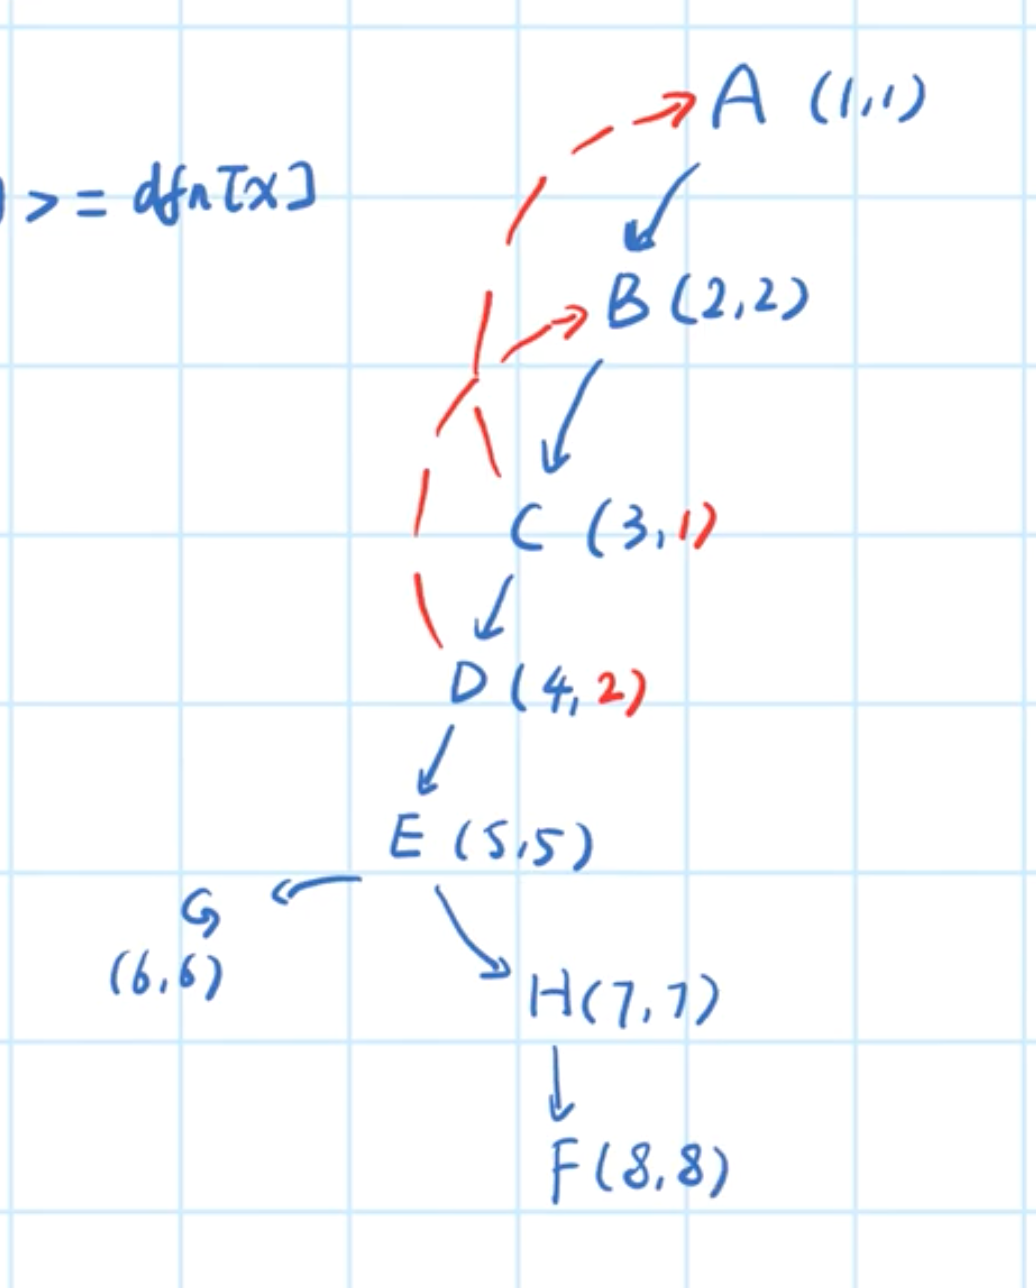 A (1,1)
) >= dfn[x]
B (2,2)
C (3,1)
D (4,2)
E (5,5)
G
(6,6)
H(7,7)
F(8,8)